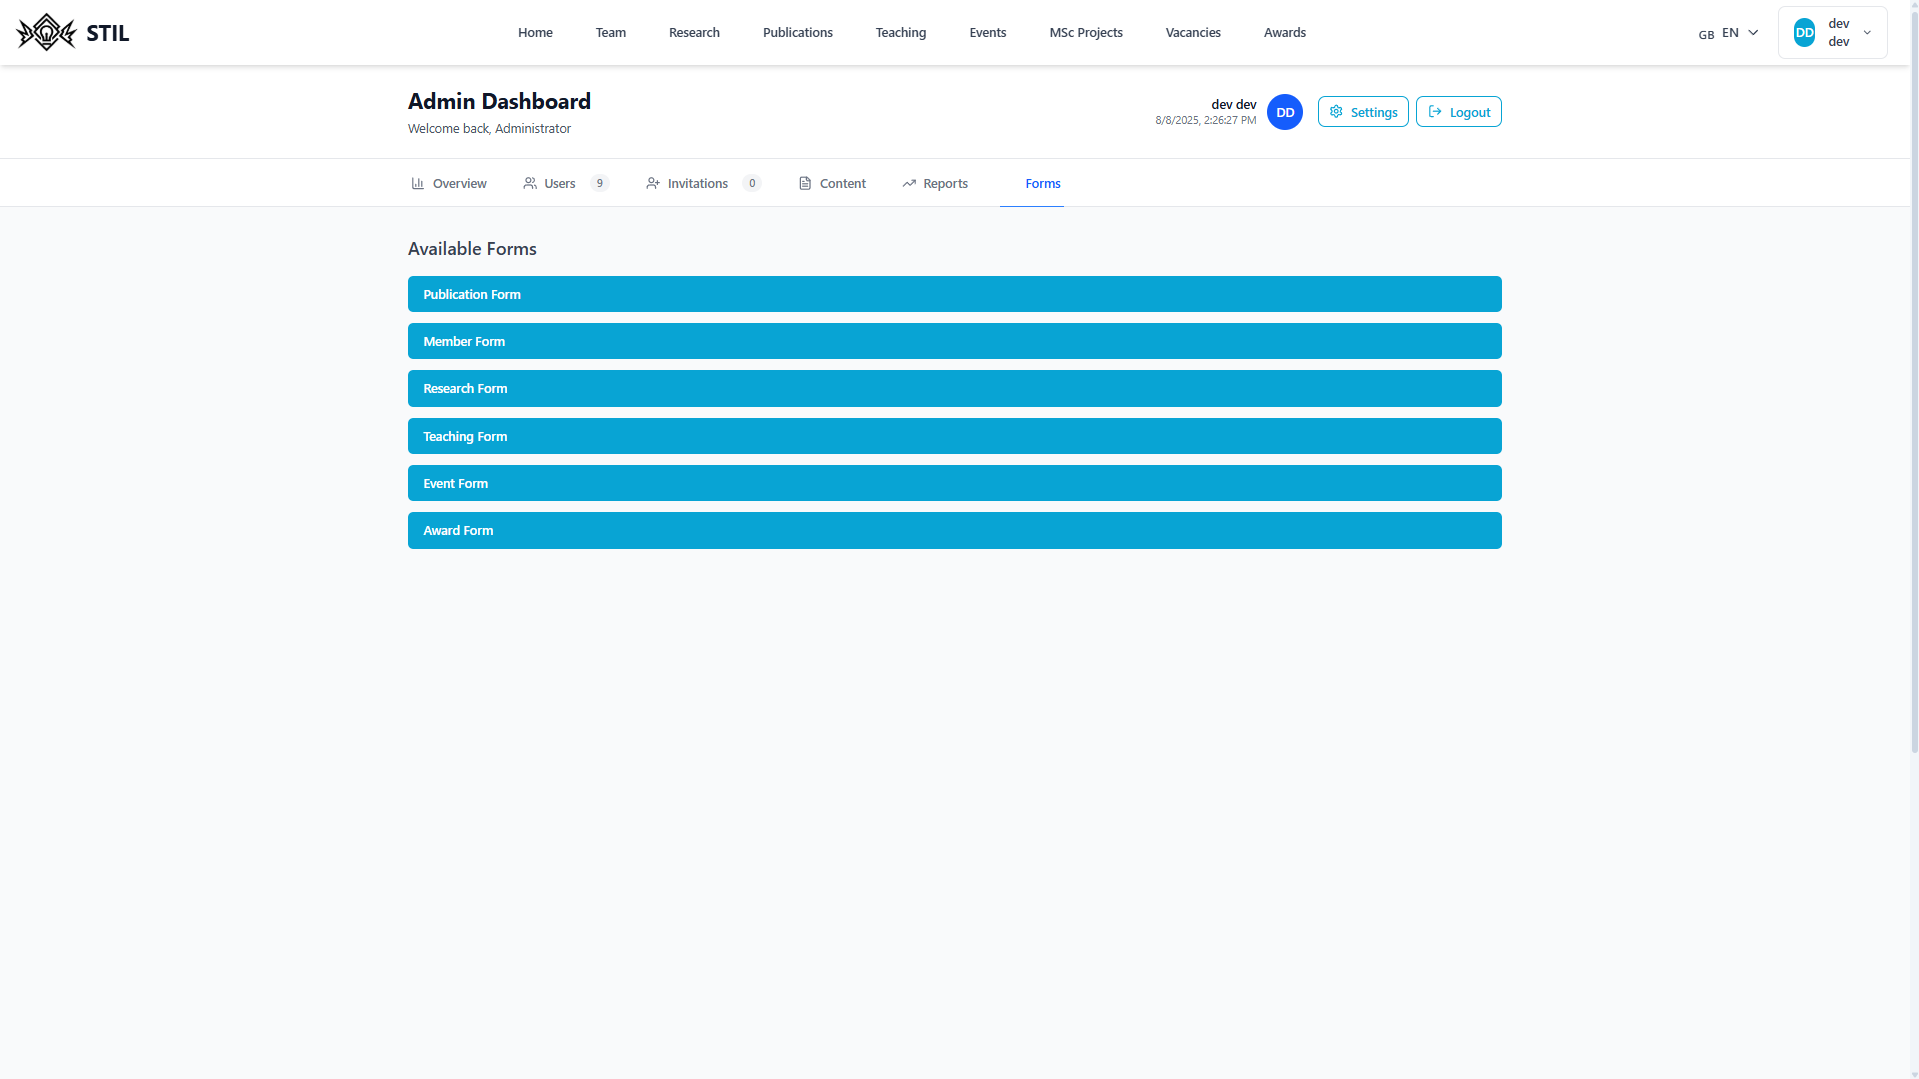 STIL
Home Team Research Publications Teaching Events MSc Projects Vacancies Awards
GB EN
DD dev dev
Admin Dashboard
Welcome back, Administrator
dev dev
8/8/2025, 2:26:27 PM
DD
Settings
Logout
Overview Users 9 Invitations 0 Content Reports Forms
Available Forms
Publication Form
Member Form
Research Form
Teaching Form
Event Form
Award Form